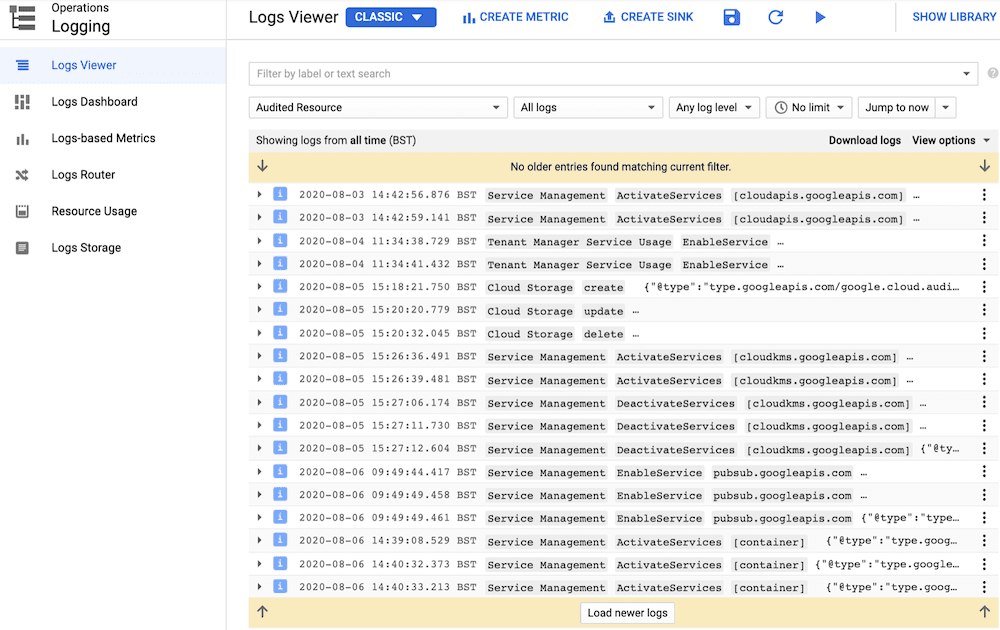 Operations
Logging
Logs Viewer CLASSIC CREATE METRIC CREATE SINK SHOW LIBRARY
Logs Viewer
Logs Dashboard
Logs-based Metrics
Logs Router
Resource Usage
Logs Storage
Filter by label or text search
Audited Resource All logs Any log level No limit Jump to now
Showing logs from all time (BST) Download logs View options
No older entries found matching current filter.
i 2020-08-03 14:42:56.876 BST Service Management ActivateServices [cloudapis.googleapis.com] …
i 2020-08-03 14:42:59.141 BST Service Management ActivateServices [cloudapis.googleapis.com] …
i 2020-08-04 11:34:38.729 BST Tenant Manager Service Usage EnableService …
i 2020-08-04 11:34:41.432 BST Tenant Manager Service Usage EnableService …
i 2020-08-05 15:18:21.750 BST Cloud Storage create {"@type":"type.googleapis.com/google.cloud.audi…
i 2020-08-05 15:20:20.779 BST Cloud Storage update …
i 2020-08-05 15:20:32.045 BST Cloud Storage delete …
i 2020-08-05 15:26:36.491 BST Service Management ActivateServices [cloudkms.googleapis.com] …
i 2020-08-05 15:26:39.481 BST Service Management ActivateServices [cloudkms.googleapis.com] …
i 2020-08-05 15:27:06.174 BST Service Management DeactivateServices [cloudkms.googleapis.com] …
i 2020-08-05 15:27:11.730 BST Service Management DeactivateServices [cloudkms.googleapis.com] …
i 2020-08-05 15:27:12.604 BST Service Management DeactivateServices [cloudkms.googleapis.com] {"@ty…
i 2020-08-06 09:49:44.417 BST Service Management EnableService pubsub.googleapis.com …
i 2020-08-06 09:49:49.458 BST Service Management EnableService pubsub.googleapis.com …
i 2020-08-06 09:49:49.461 BST Service Management EnableService pubsub.googleapis.com {"@type":"type…
i 2020-08-06 14:39:08.529 BST Service Management ActivateServices [container] {"@type":"type.goog…
i 2020-08-06 14:40:32.373 BST Service Management ActivateServices [container] {"@type":"type.google…
i 2020-08-06 14:40:33.213 BST Service Management ActivateServices [container] {"@type":"type.goog…
Load newer logs